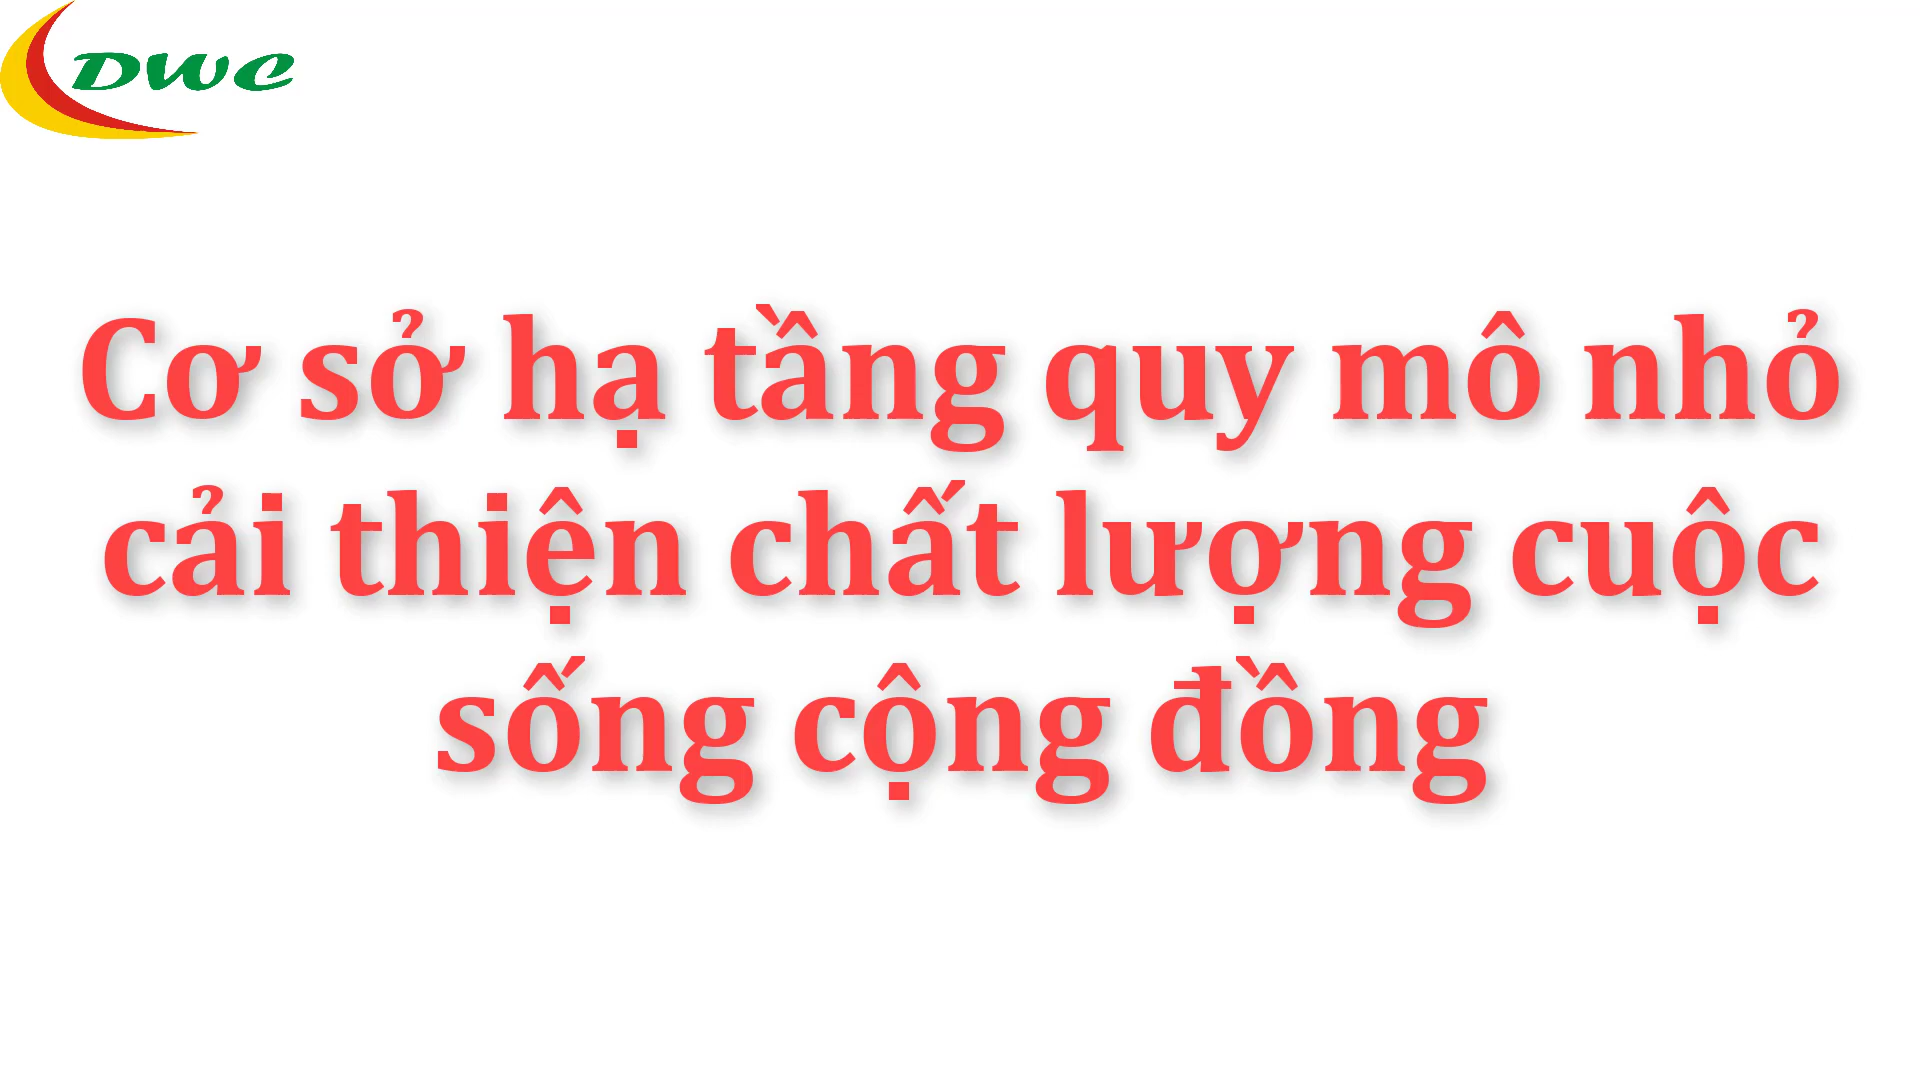 DWC
Cơ sở hạ tầng quy mô nhỏ
cải thiện chất lượng cuộc
sống cộng đồng